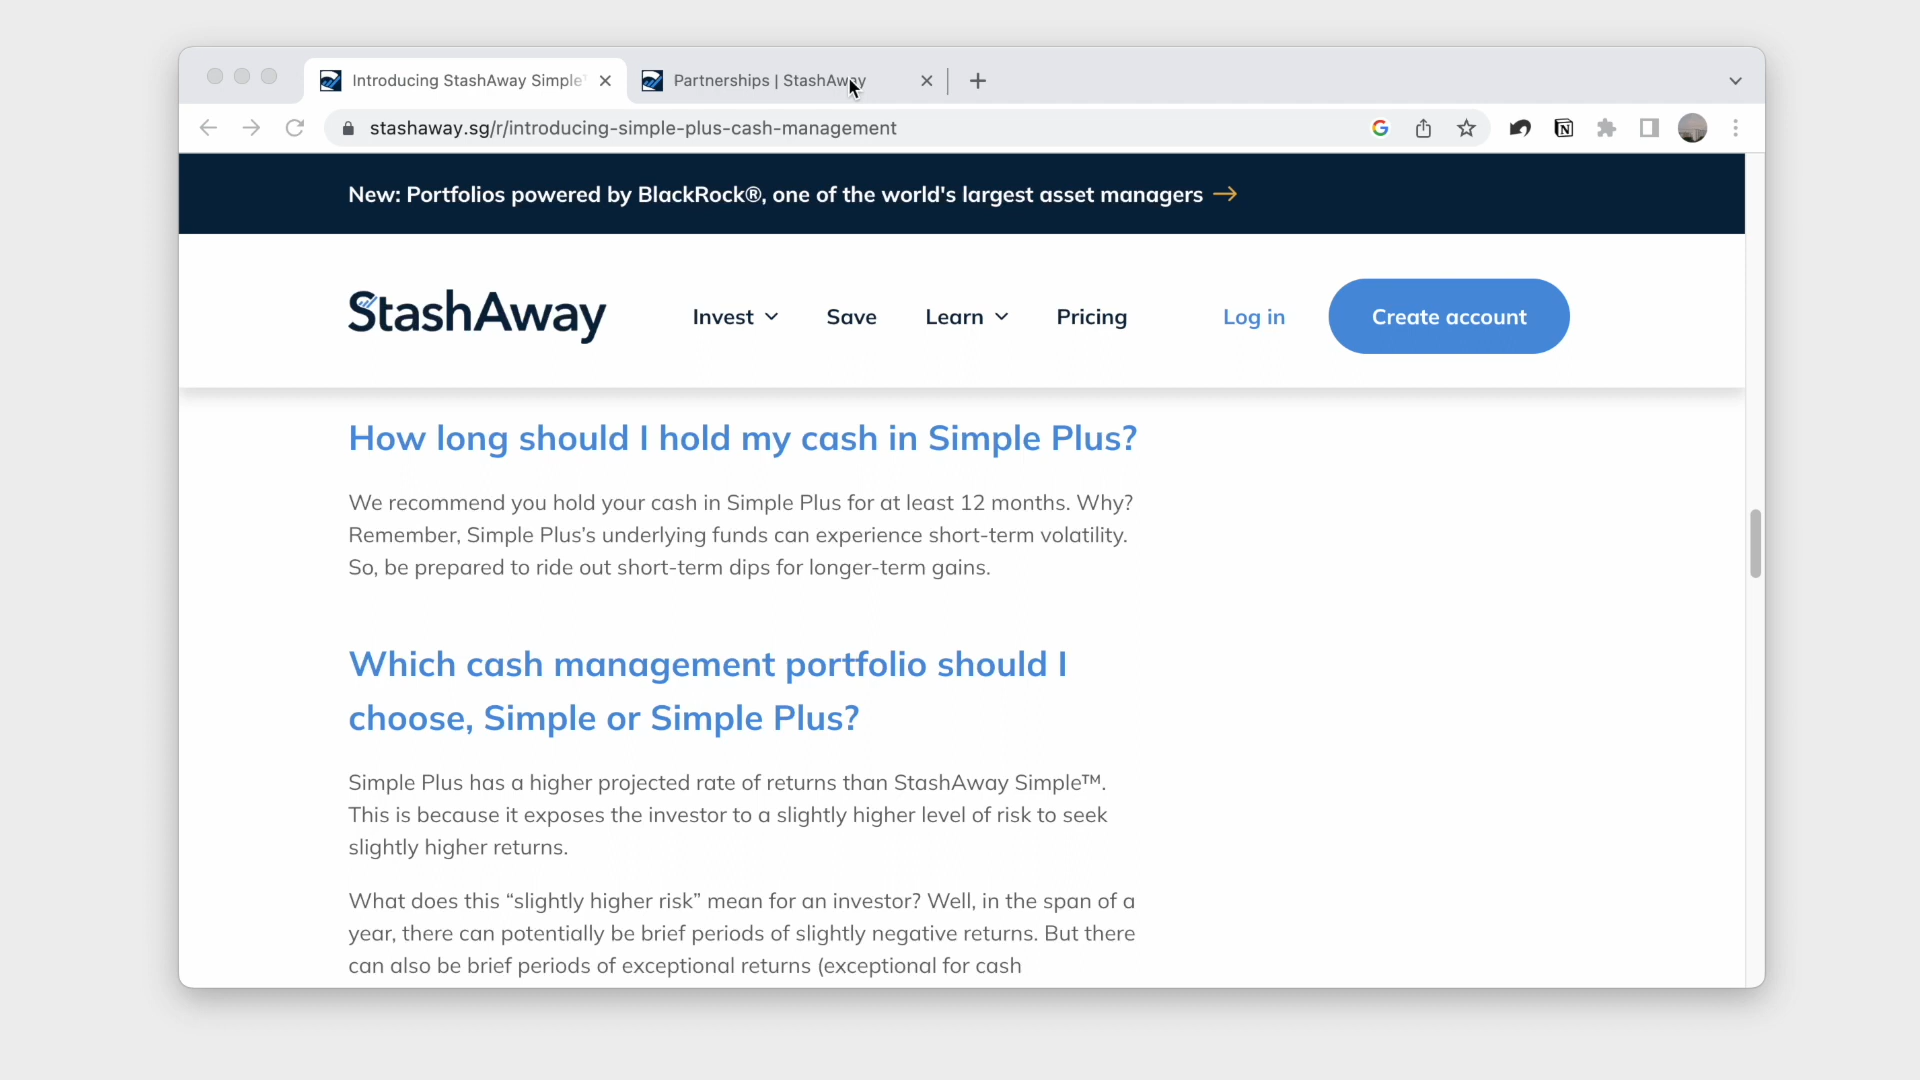 Introducing StashAway Simple
Partnerships | StashAway
stashaway.sg/r/introducing-simple-plus-cash-management
New: Portfolios powered by BlackRock®, one of the world's largest asset managers →
StashAway
Invest
Save
Learn
Pricing
Log in
Create account
How long should I hold my cash in Simple Plus?
We recommend you hold your cash in Simple Plus for at least 12 months. Why?
Remember, Simple Plus’s underlying funds can experience short-term volatility.
So, be prepared to ride out short-term dips for longer-term gains.
Which cash management portfolio should I
choose, Simple or Simple Plus?
Simple Plus has a higher projected rate of returns than StashAway Simple™.
This is because it exposes the investor to a slightly higher level of risk to seek
slightly higher returns.
What does this “slightly higher risk” mean for an investor? Well, in the span of a
year, there can potentially be brief periods of slightly negative returns. But there
can also be brief periods of exceptional returns (exceptional for cash